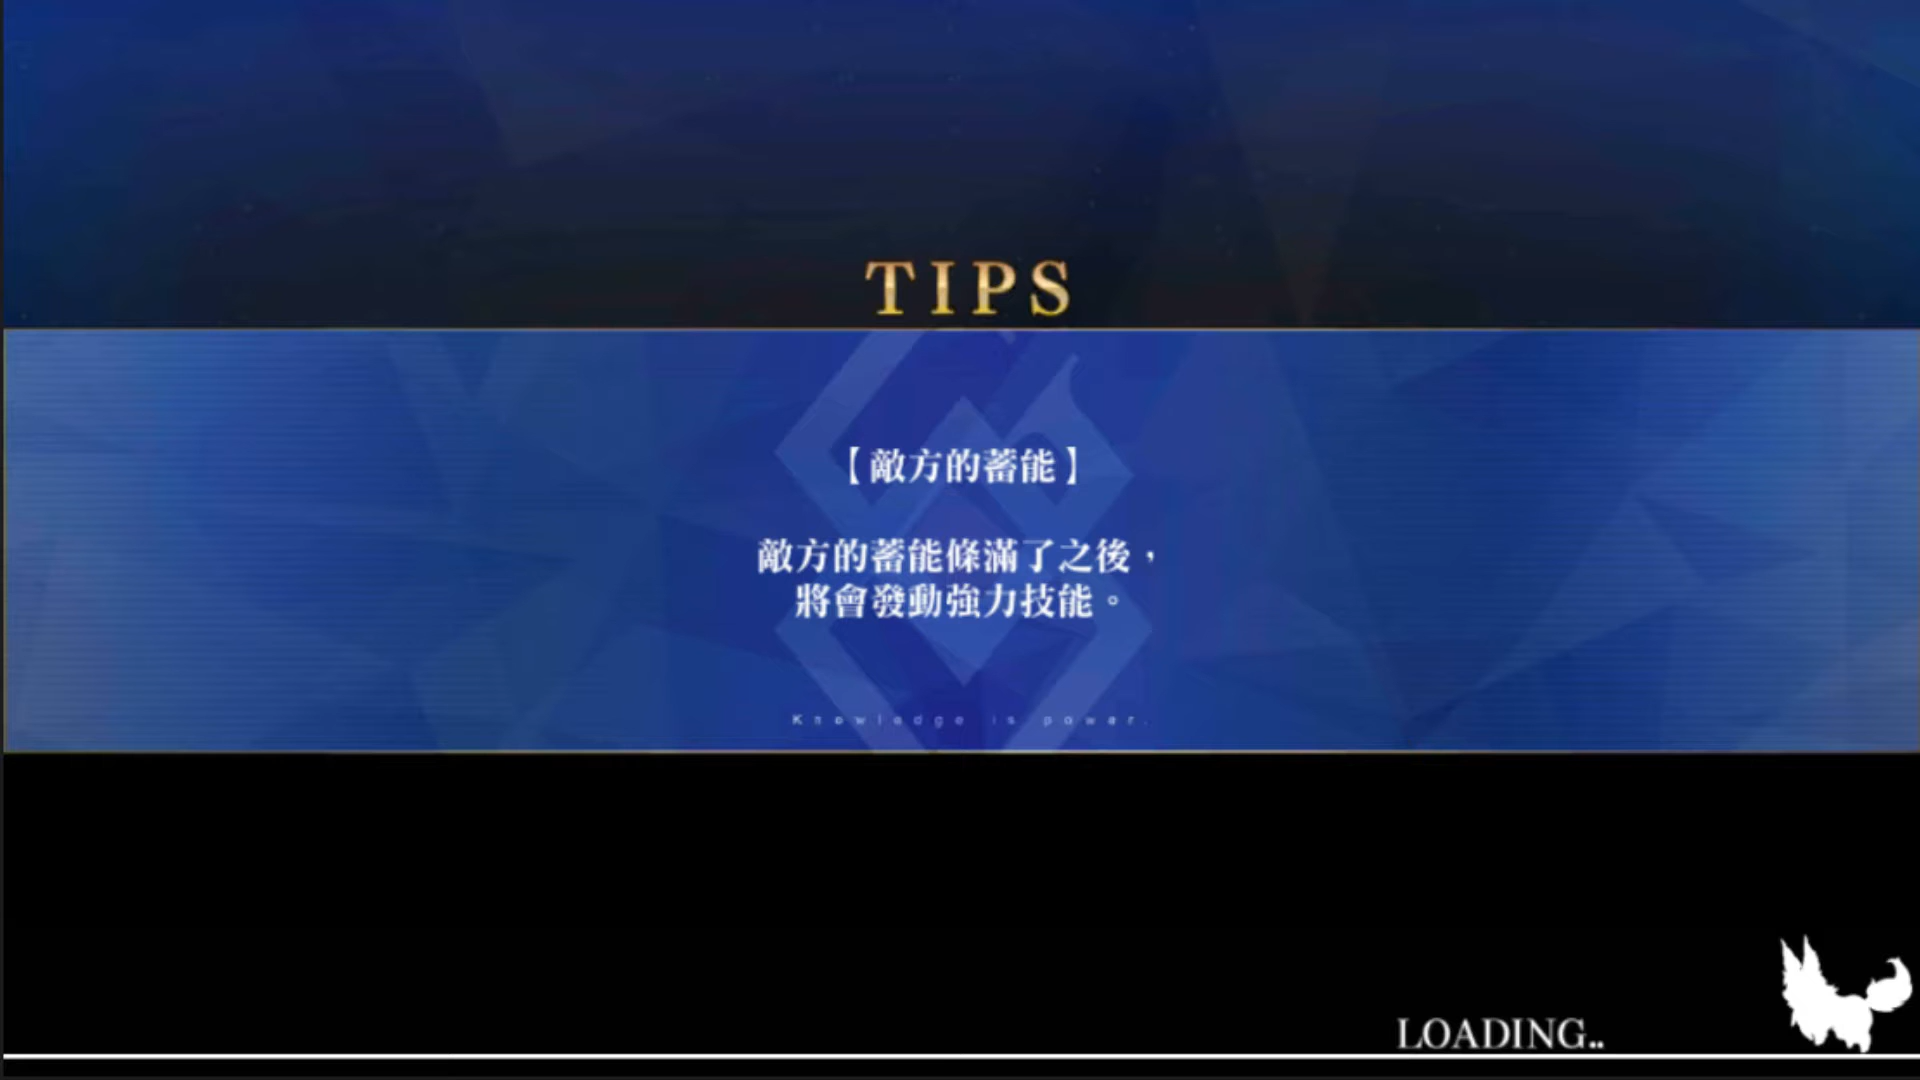 TIPS
【敵方的蓄能】
敵方的蓄能條滿了之後，
將會發動強力技能。
Knowledge is power.
LOADING..